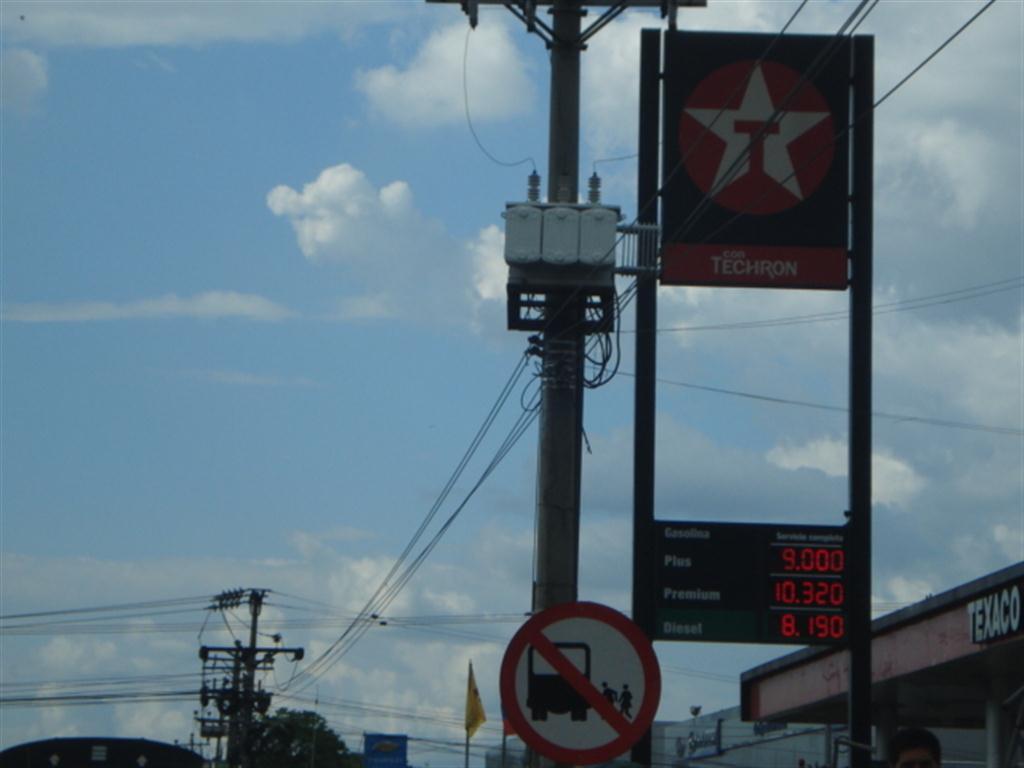 T
con
TECHRON
Gasolina Servicio completo
Plus 9.000
Premium 10.320
Diesel 8.190
TEXACO